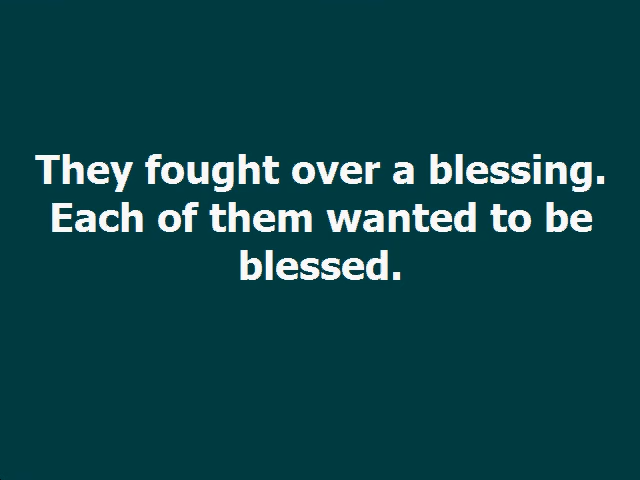 They fought over a blessing.
Each of them wanted to be
blessed.